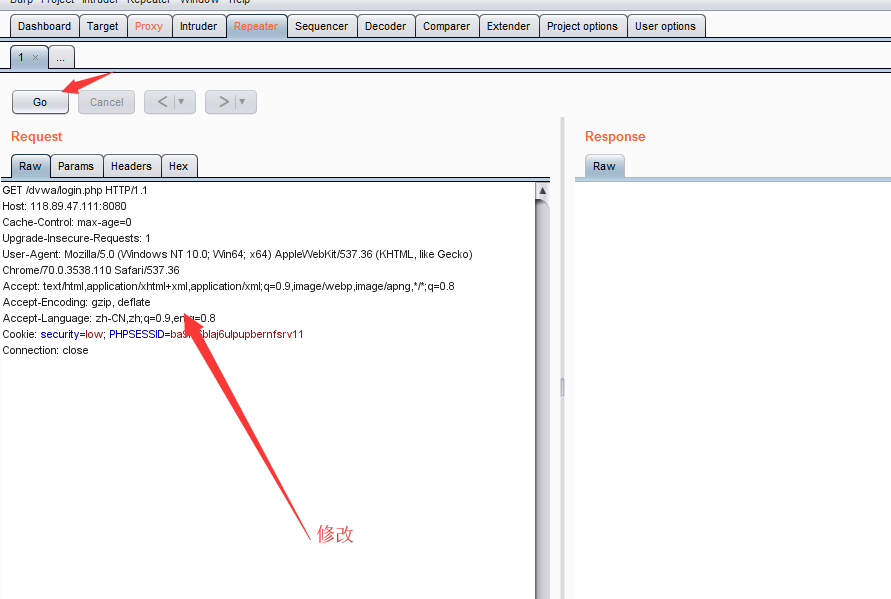 Burp Project Intruder Repeater Window Help
Dashboard Target Proxy Intruder Repeater Sequencer Decoder Comparer Extender Project options User options
1 × ...
Go Cancel < ▼ > ▼
Request Response
Raw Params Headers Hex Raw
GET /dvwa/login.php HTTP/1.1
Host: 118.89.47.111:8080
Cache-Control: max-age=0
Upgrade-Insecure-Requests: 1
User-Agent: Mozilla/5.0 (Windows NT 10.0; Win64; x64) AppleWebKit/537.36 (KHTML, like Gecko)
Chrome/70.0.3538.110 Safari/537.36
Accept: text/html,application/xhtml+xml,application/xml;q=0.9,image/webp,image/apng,*/*;q=0.8
Accept-Encoding: gzip, deflate
Accept-Language: zh-CN,zh;q=0.9,en;q=0.8
Cookie: security=low; PHPSESSID=
Connection: close
修改